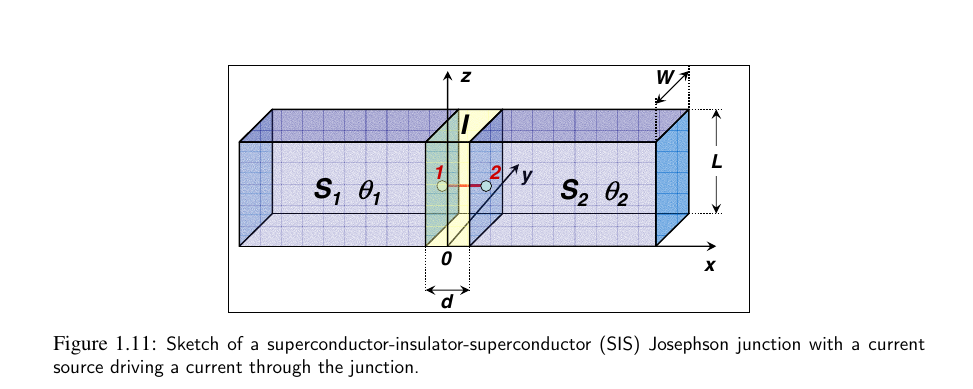 z
W
I
L
1
2
y
S1 θ1
S2 θ2
0
x
d
Figure 1.11: Sketch of a superconductor-insulator-superconductor (SIS) Josephson junction with a current
source driving a current through the junction.